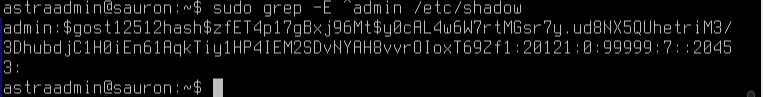 astraadmin@sauron:~$ sudo grep -E ^admin /etc/shadow
admin:$gost12512hash$zfET4p17gBxj96Mt$y0cAL4w6W7rtMGsr7y.ud8NX5QUhetriM3/
3DhubdjC1H0iEn61AqkTiy1HP4IEM2SDvNYAH8vvrOIoxT69Zf1:20121:0:99999:7::2045
3:
astraadmin@sauron:~$